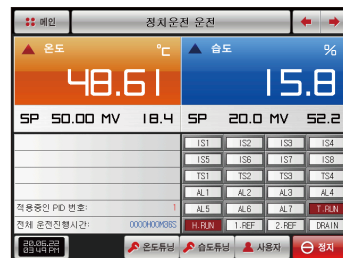 메인 정치운전 운전
온도 ℃ 습도 %
48.61 15.8
SP 50.00 MV 18.4 SP 20.0 MV 52.2
IS1 IS2 IS3 IS4
IS5 IS6 IS7 IS8
TS1 TS2 TS3 TS4
AL1 AL2 AL3 AL4
적용중인 PID 번호: 1 AL5 AL6 AL7 T.RUN
전체 운전진행시간: 0000H00M36S H.RUN 1.REF 2.REF DRAIN
20.06.22
03:49 PM 온도튜닝 습도튜닝 사용자 정지